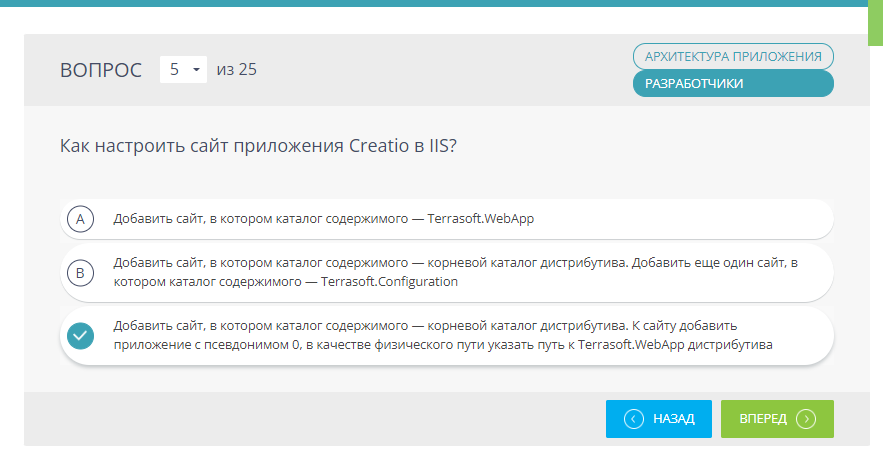 ВОПРОС 5 из 25
АРХИТЕКТУРА ПРИЛОЖЕНИЯ
РАЗРАБОТЧИКИ
Как настроить сайт приложения Creatio в IIS?
A Добавить сайт, в котором каталог содержимого — Terrasoft.WebApp
B Добавить сайт, в котором каталог содержимого — корневой каталог дистрибутива. Добавить еще один сайт, в
котором каталог содержимого — Terrasoft.Configuration
Добавить сайт, в котором каталог содержимого — корневой каталог дистрибутива. К сайту добавить
приложение с псевдонимом 0, в качестве физического пути указать путь к Terrasoft.WebApp дистрибутива
НАЗАД ВПЕРЕД